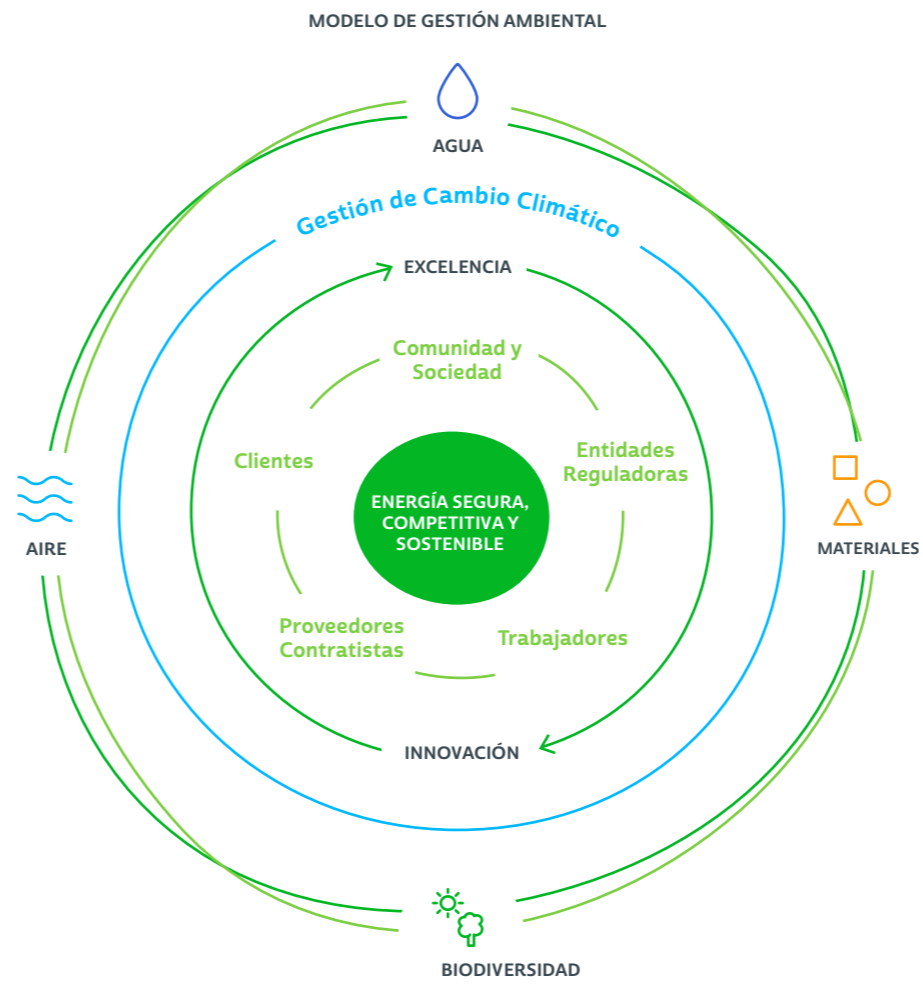 MODELO DE GESTIÓN AMBIENTAL
AGUA
Gestión de Cambio Climático
EXCELENCIA
Comunidad y
Sociedad
Clientes
Entidades
Reguladoras
ENERGÍA SEGURA,
COMPETITIVA Y
SOSTENIBLE
AIRE
MATERIALES
Proveedores
Contratistas
Trabajadores
INNOVACIÓN
BIODIVERSIDAD